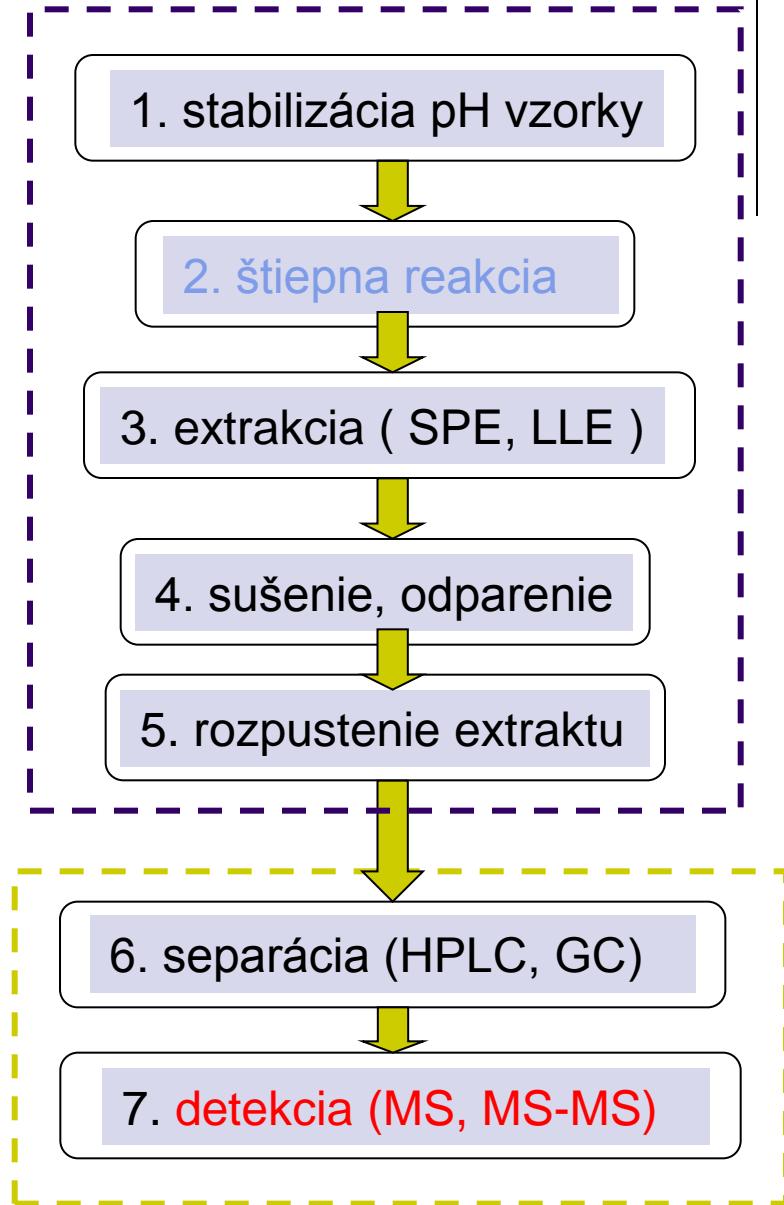 1. stabilizácia pH vzorky
2. štiepna reakcia
3. extrakcia ( SPE, LLE )
4. sušenie, odparenie
5. rozpustenie extraktu
6. separácia (HPLC, GC)
7. detekcia (MS, MS-MS)